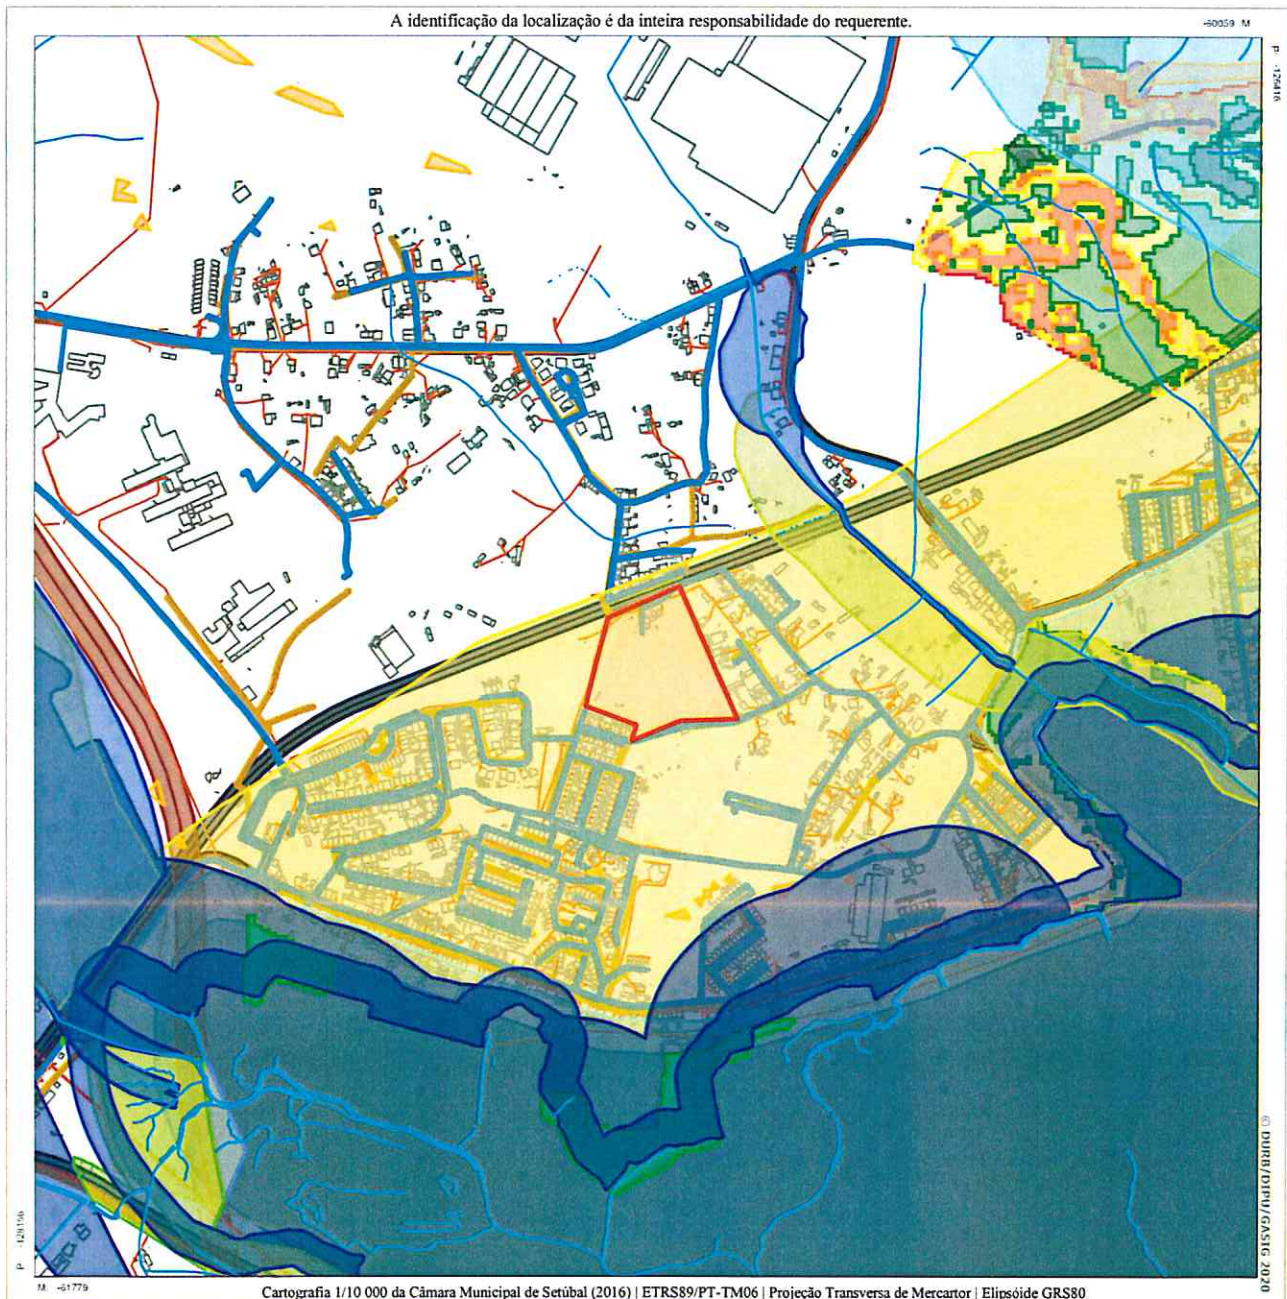 A identificação da localização é da inteira responsabilidade do requerente.
-60059 M
P -126416
© DURB/DIPU/GASIG 2020
P -128156
M -61779
Cartografia 1/10 000 da Câmara Municipal de Setúbal (2016) | ETRS89/PT-TM06 | Projeção Transversa de Mercartor | Elipsóide GRS80